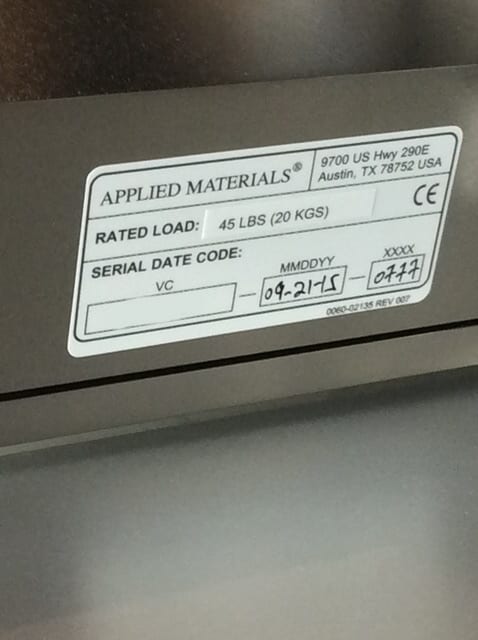 APPLIED MATERIALS®
9700 US Hwy 290E
Austin, TX 78752 USA
RATED LOAD: 45 LBS (20 KGS)
CE
SERIAL DATE CODE:
VC
MMDDYY
XXXX
09-21-15 - 0777
0060-02135 REV 007